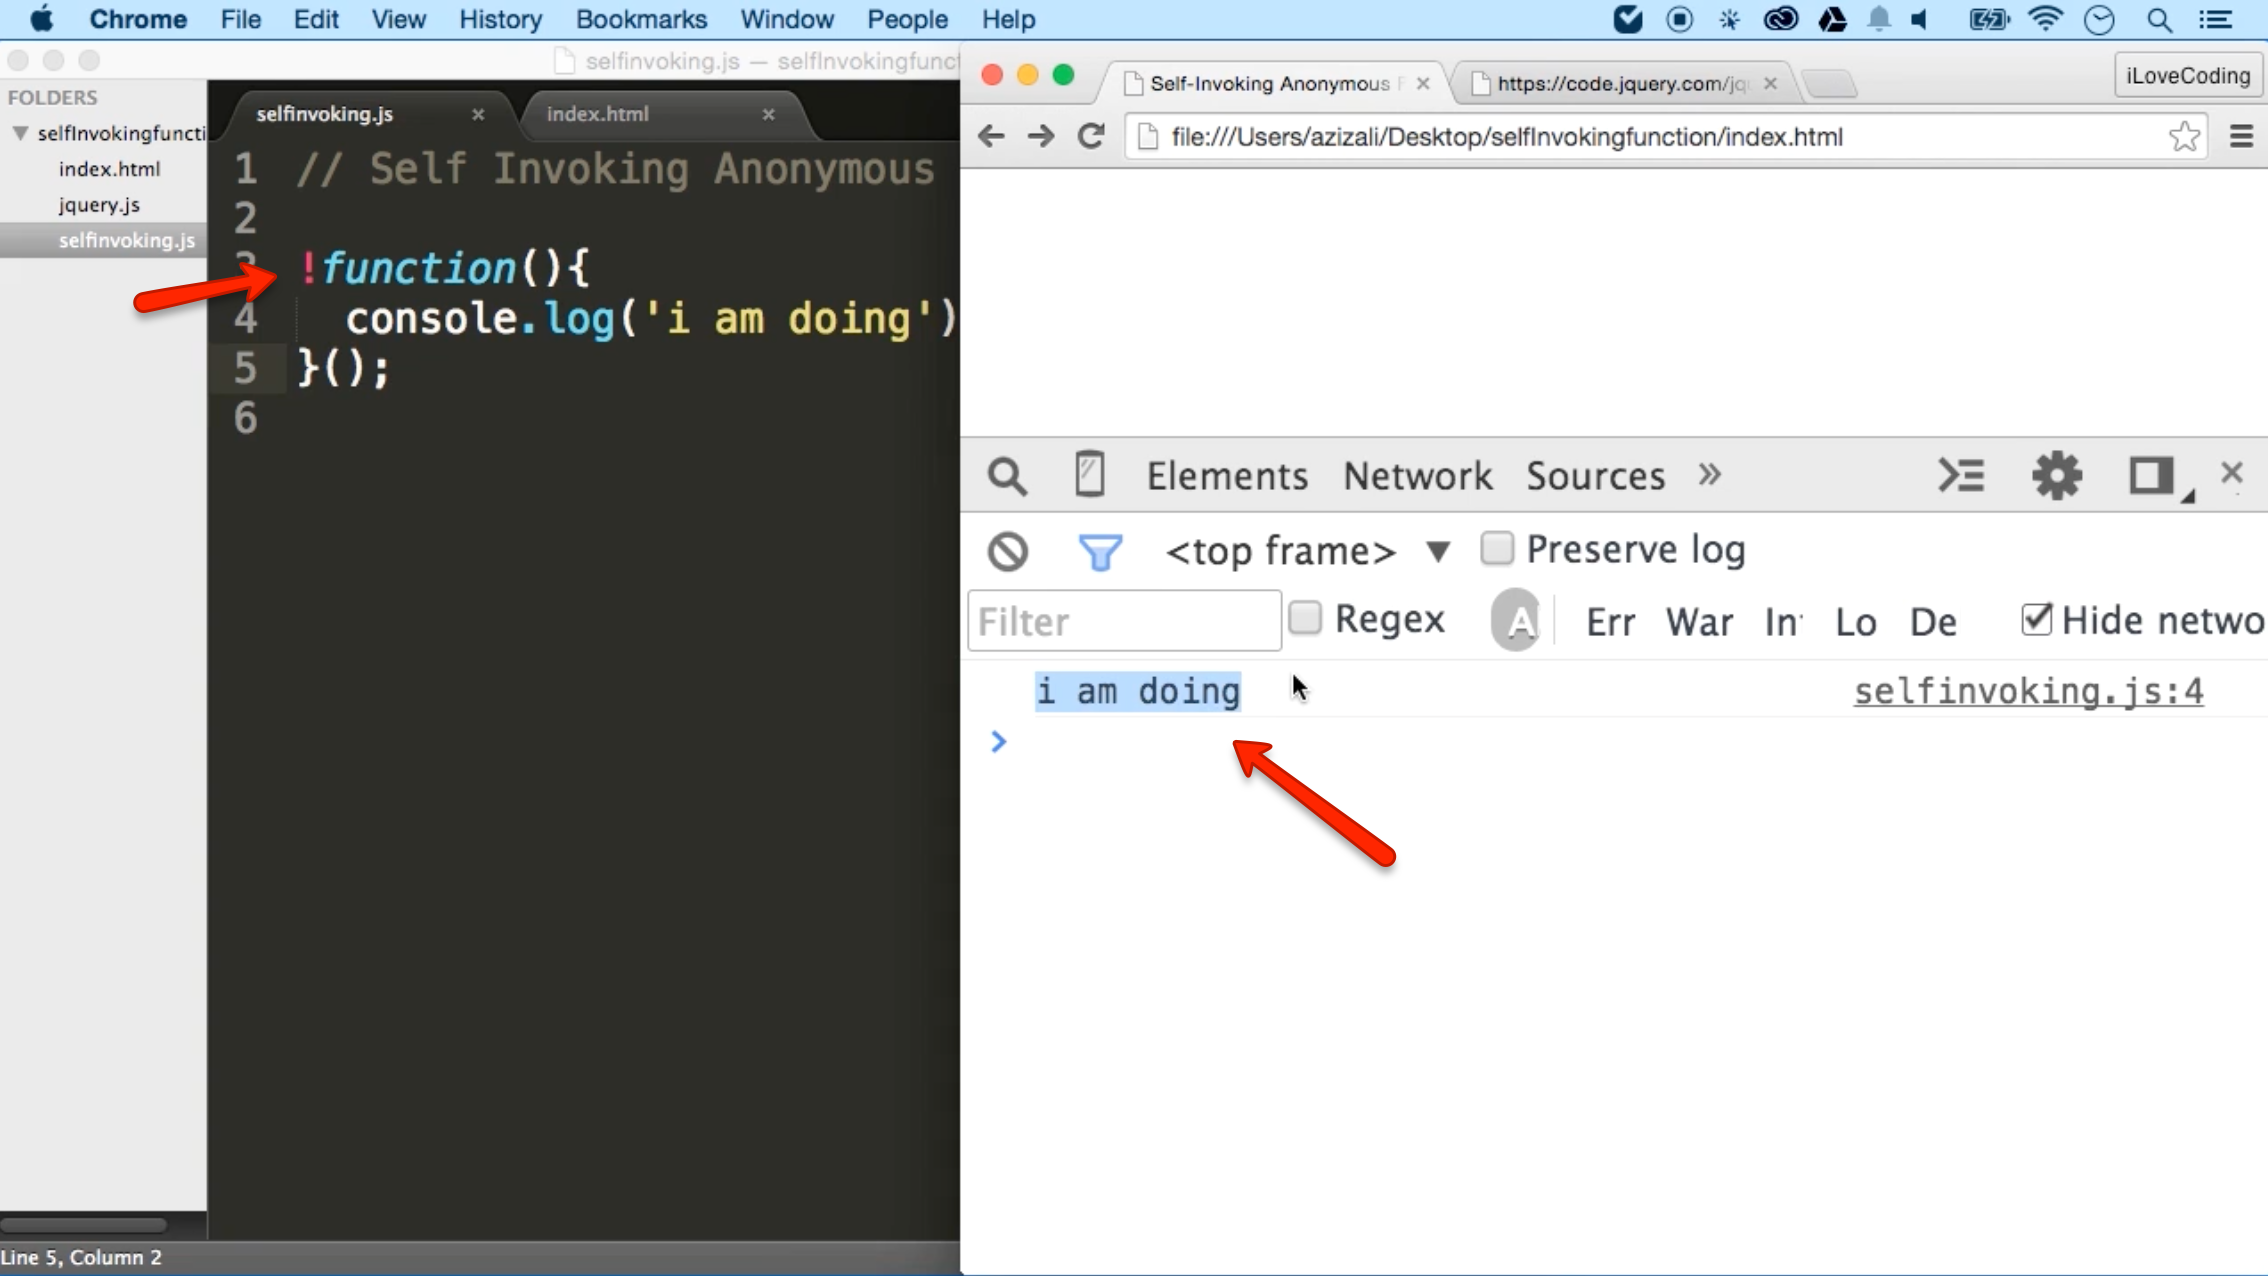 Chrome File Edit View History Bookmarks Window People Help
selfinvoking.js — selfInvokingfunct
FOLDERS
selfInvokingfuncti
index.html
jquery.js
selfinvoking.js
selfinvoking.js × index.html ×
1 // Self Invoking Anonymous
2
3 !function(){
4 console.log('i am doing')
5 }();
6
Line 5, Column 2
Self-Invoking Anonymous F × https://code.jquery.com/jq × iLoveCoding
file:///Users/azizali/Desktop/selfInvokingfunction/index.html
Elements Network Sources »
<top frame> ▼ Preserve log
Filter Regex A Err War In Lo De Hide netwo
i am doing selfinvoking.js:4
>